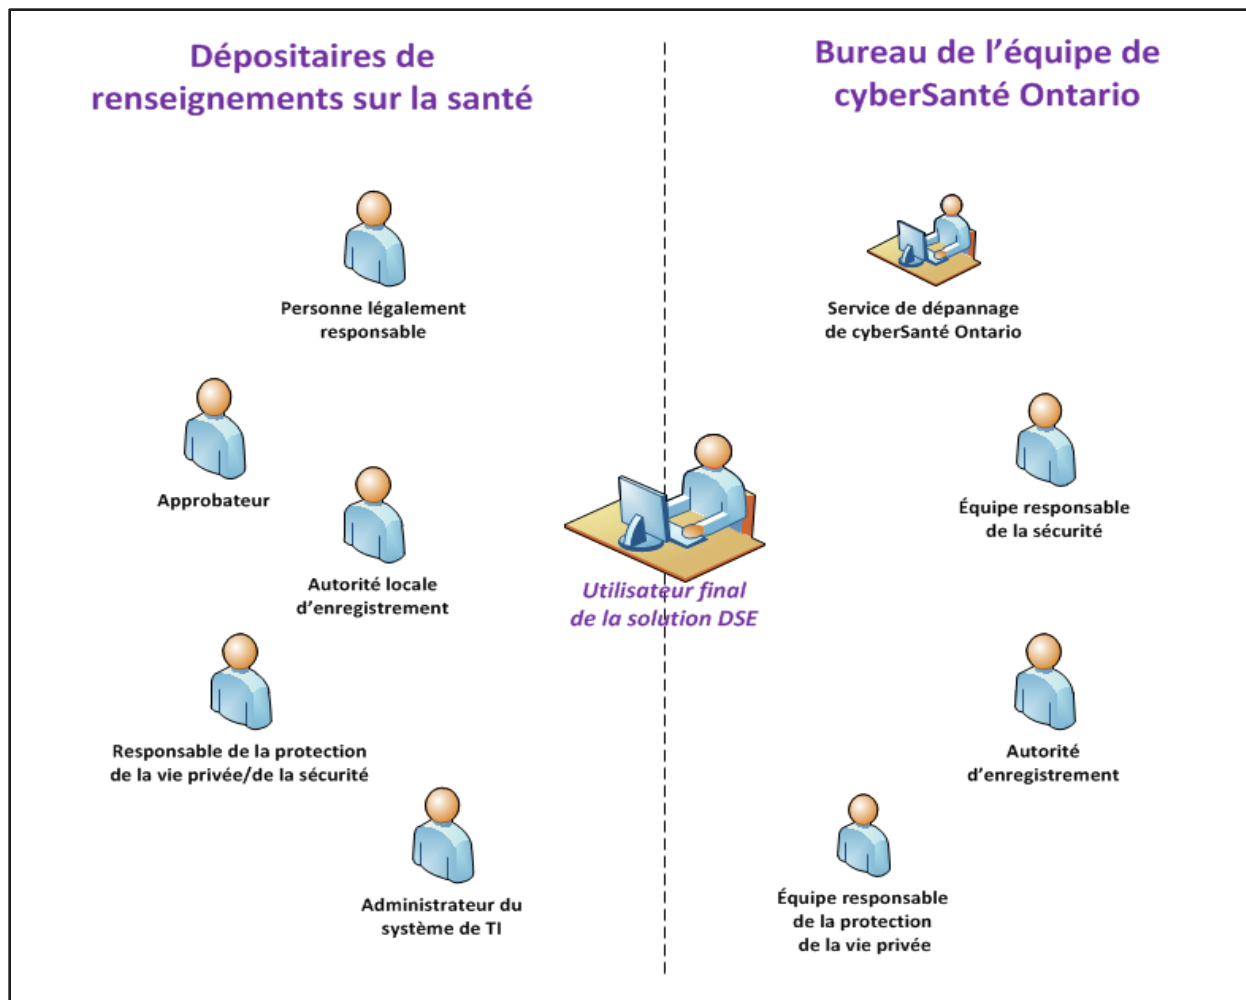 Dépositaires de
renseignements sur la santé
Bureau de l’équipe de
cyberSanté Ontario
Personne légalement
responsable
Service de dépannage
de cyberSanté Ontario
Approbateur
Équipe responsable
de la sécurité
Autorité locale
d’enregistrement
Utilisateur final
de la solution DSE
Responsable de la protection
de la vie privée/de la sécurité
Autorité
d’enregistrement
Administrateur du
système de TI
Équipe responsable
de la protection
de la vie privée